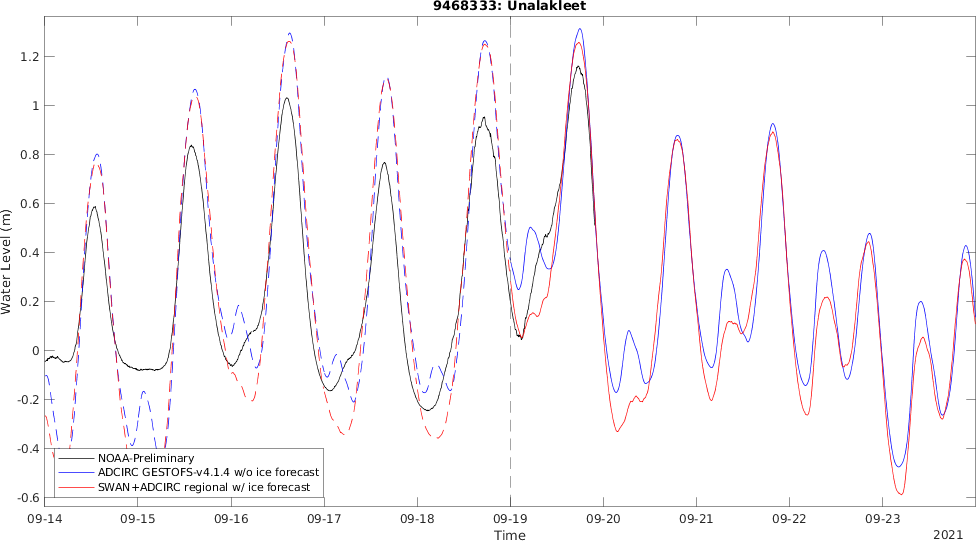 9468333: Unalakleet
1.2
1
0.8
0.6
0.4
0.2
0
-0.2
-0.4
-0.6
Water Level (m)
NOAA-Preliminary
ADCIRC GESTOFS-v4.1.4 w/o ice forecast
SWAN+ADCIRC regional w/ ice forecast
09-14 09-15 09-16 09-17 09-18 09-19 09-20 09-21 09-22 09-23
Time
2021